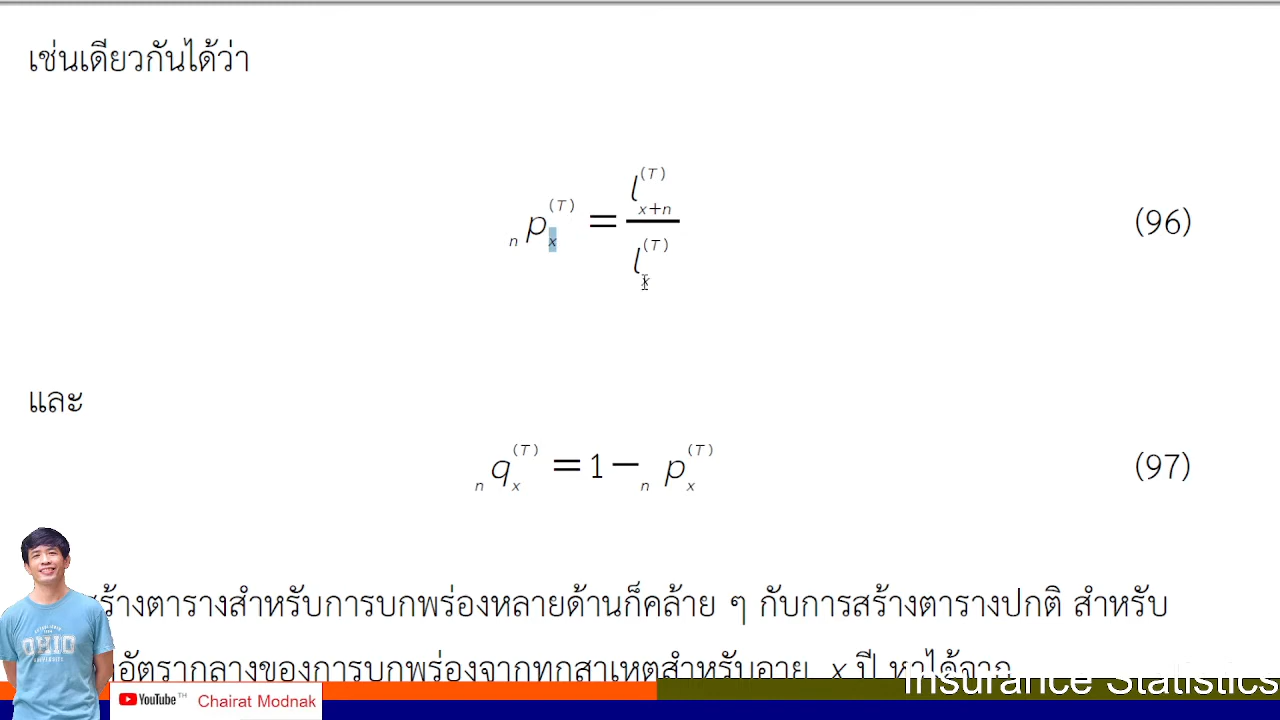 เช่นเดียวกันได้ว่า
ₙp_x^(T) = l_{x+n}^(T) / l_x^(T) (96)
และ
ₙq_x^(T) = 1 − ₙp_x^(T) (97)
สร้างตารางสำหรับการบกพร่องหลายด้านก็คล้าย ๆ กับการสร้างตารางปกติ สำหรับ
อัตรากลางของการบกพร่องจากทุกสาเหตุสำหรับอายุ x ปี หาได้จาก
OHIO
UNIVERSITY
YouTube TH Chairat Modnak
Insurance Statistics